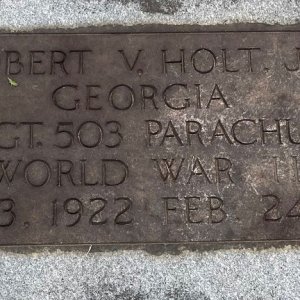 BERT V. HOLT, J
GEORGIA
GT. 503 PARACHU
WORLD WAR II
3, 1922 FEB. 24